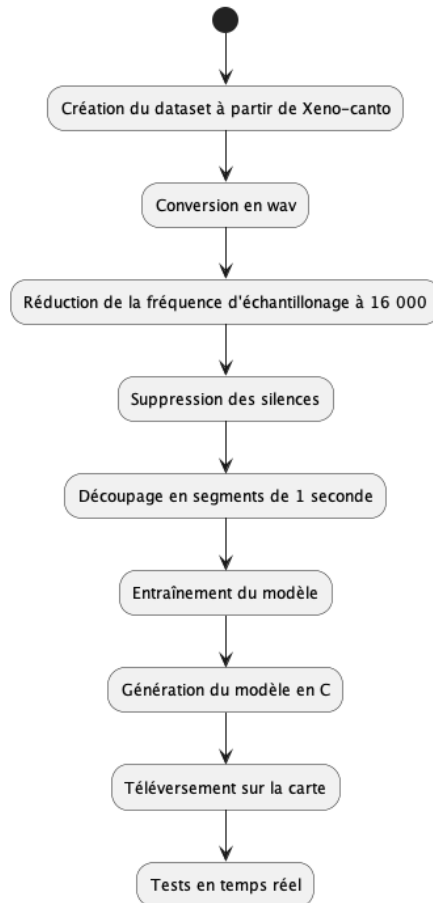 Création du dataset à partir de Xeno-canto
Conversion en wav
Réduction de la fréquence d'échantillonage à 16 000
Suppression des silences
Découpage en segments de 1 seconde
Entraînement du modèle
Génération du modèle en C
Téléversement sur la carte
Tests en temps réel